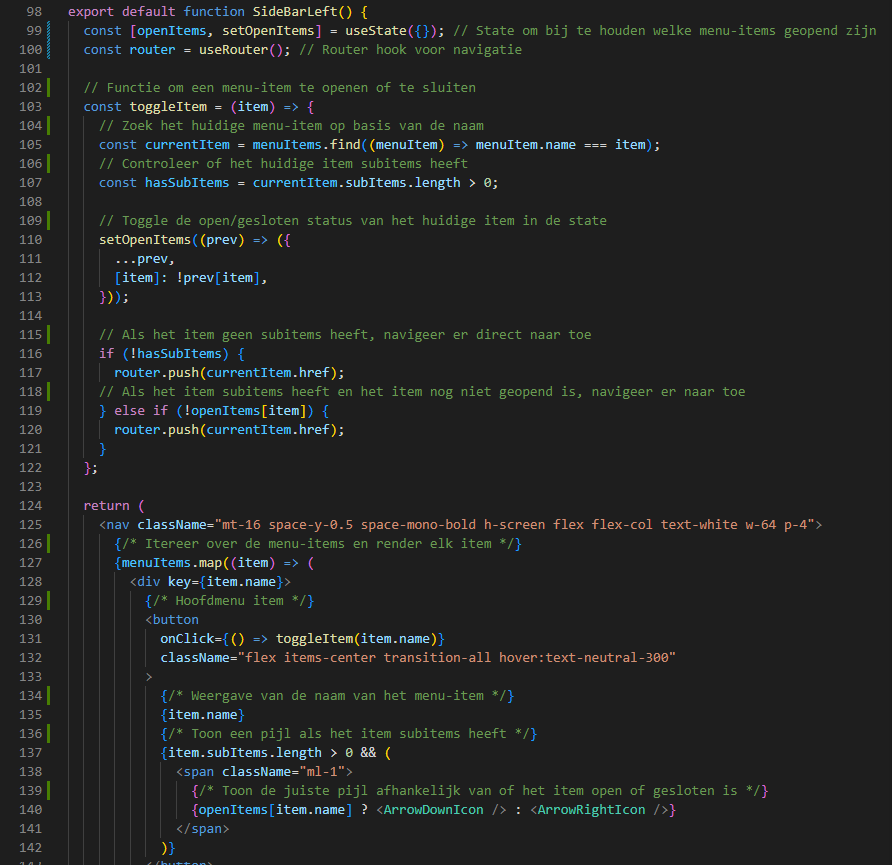 98 export default function SideBarLeft() {
99 const [openItems, setOpenItems] = useState({}); // State om bij te houden welke menu-items geopend zijn
100 const router = useRouter(); // Router hook voor navigatie
101
102 // Functie om een menu-item te openen of te sluiten
103 const toggleItem = (item) => {
104 // Zoek het huidige menu-item op basis van de naam
105 const currentItem = menuItems.find((menuItem) => menuItem.name === item);
106 // Controleer of het huidige item subitems heeft
107 const hasSubItems = currentItem.subItems.length > 0;
108
109 // Toggle de open/gesloten status van het huidige item in de state
110 setOpenItems((prev) => ({
111 ...prev,
112 [item]: !prev[item],
113 }));
114
115 // Als het item geen subitems heeft, navigeer er direct naar toe
116 if (!hasSubItems) {
117 router.push(currentItem.href);
118 // Als het item subitems heeft en het item nog niet geopend is, navigeer er naar toe
119 } else if (!openItems[item]) {
120 router.push(currentItem.href);
121 }
122 };
123
124 return (
125 <nav className="mt-16 space-y-0.5 space-mono-bold h-screen flex flex-col text-white w-64 p-4">
126 {/* Itereer over de menu-items en render elk item */}
127 {menuItems.map((item) => (
128 <div key={item.name}>
129 {/* Hoofdmenu item */}
130 <button
131 onClick={() => toggleItem(item.name)}
132 className="flex items-center transition-all hover:text-neutral-300"
133 >
134 {/* Weergave van de naam van het menu-item */}
135 {item.name}
136 {/* Toon een pijl als het item subitems heeft */}
137 {item.subItems.length > 0 && (
138 <span className="ml-1">
139 {/* Toon de juiste pijl afhankelijk van of het item open of gesloten is */}
140 {openItems[item.name] ? <ArrowDownIcon /> : <ArrowRightIcon />}
141 </span>
142 )}